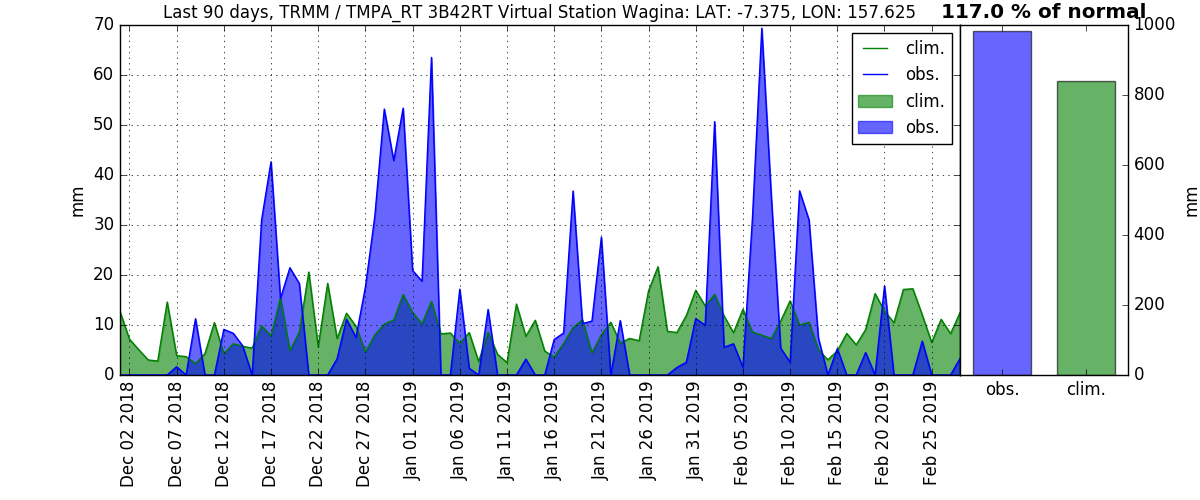 Last 90 days, TRMM / TMPA_RT 3B42RT Virtual Station Wagina: LAT: -7.375, LON: 157.625
117.0 % of normal
70
60
50
40
30
20
10
0
mm
clim.
obs.
clim.
obs.
Dec 02 2018
Dec 07 2018
Dec 12 2018
Dec 17 2018
Dec 22 2018
Dec 27 2018
Jan 01 2019
Jan 06 2019
Jan 11 2019
Jan 16 2019
Jan 21 2019
Jan 26 2019
Jan 31 2019
Feb 05 2019
Feb 10 2019
Feb 15 2019
Feb 20 2019
Feb 25 2019
1000
800
600
400
200
0
mm
obs.
clim.